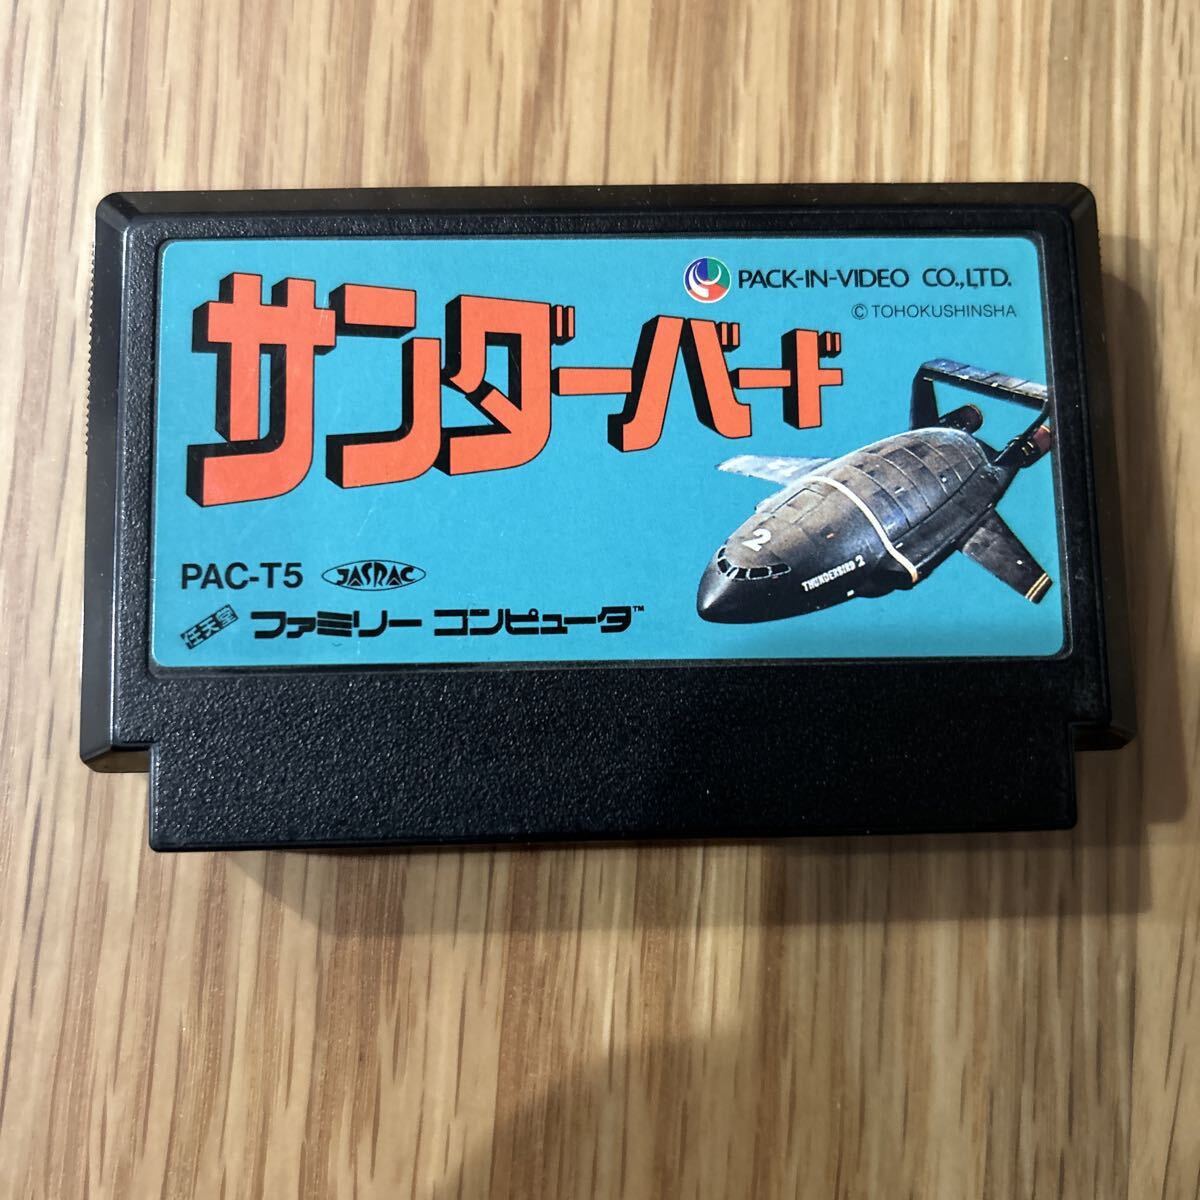 PACK-IN-VIDEO CO.,LTD.
© TOHOKUSHINSHA
サンダーバード
2
THUNDERBIRD 2
PAC-T5 JASRAC
任天堂 ファミリー コンピュータ™